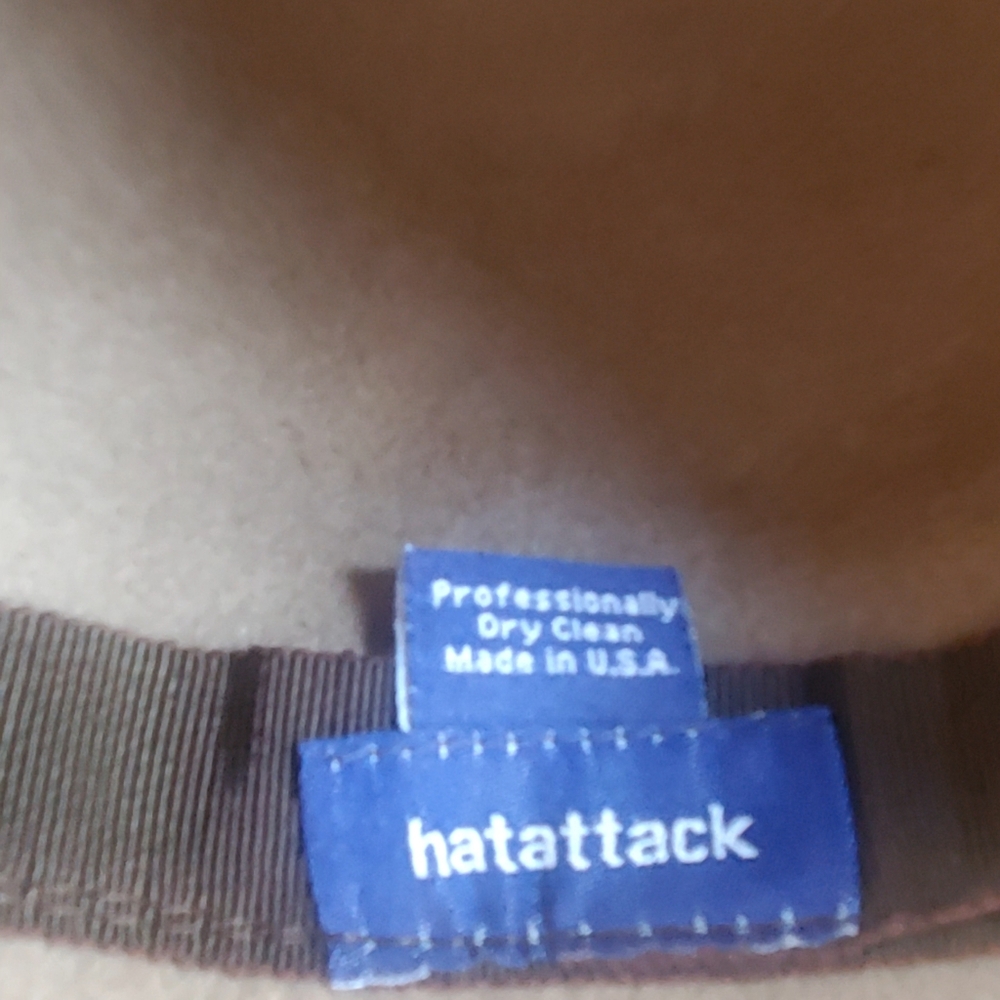 Professionally
Dry Clean
Made in U.S.A.
hatattack